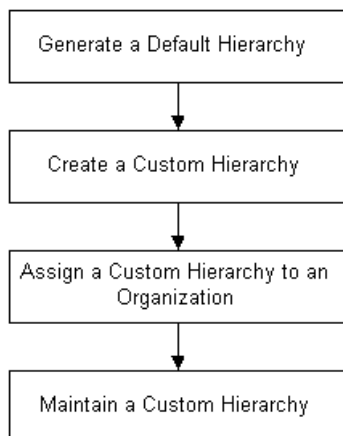 Generate a Default Hierarchy
Create a Custom Hierarchy
Assign a Custom Hierarchy to an
Organization
Maintain a Custom Hierarchy